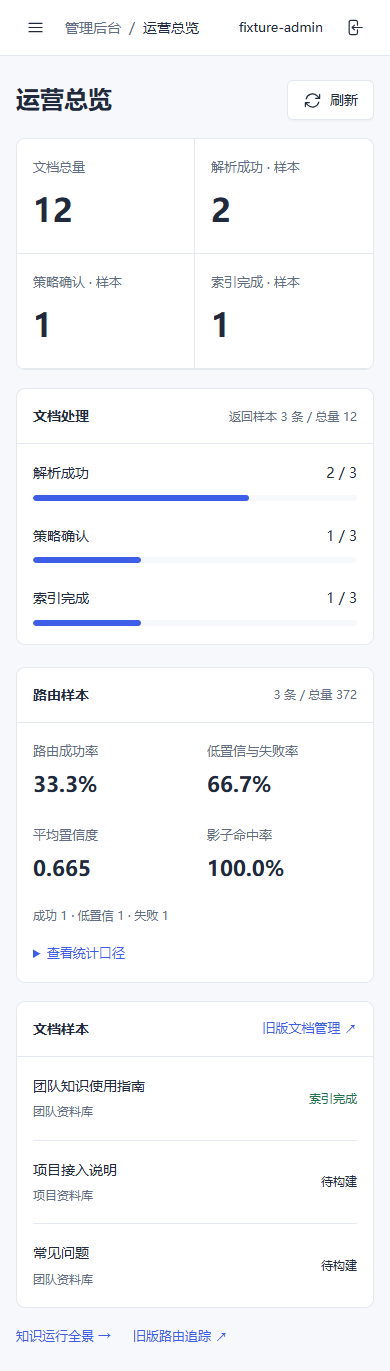 管理后台 / 运营总览 fixture-admin
运营总览 刷新
文档总量 解析成功 · 样本
12 2
策略确认 · 样本 索引完成 · 样本
1 1
文档处理 返回样本 3 条 / 总量 12
解析成功 2 / 3
策略确认 1 / 3
索引完成 1 / 3
路由样本 3 条 / 总量 372
路由成功率 低置信与失败率
33.3% 66.7%
平均置信度 影子命中率
0.665 100.0%
成功 1 · 低置信 1 · 失败 1
▶ 查看统计口径
文档样本 旧版文档管理 ↗
团队知识使用指南
团队资料库 索引完成
项目接入说明
项目资料库 待构建
常见问题
团队资料库 待构建
知识运行全景 → 旧版路由追踪 ↗